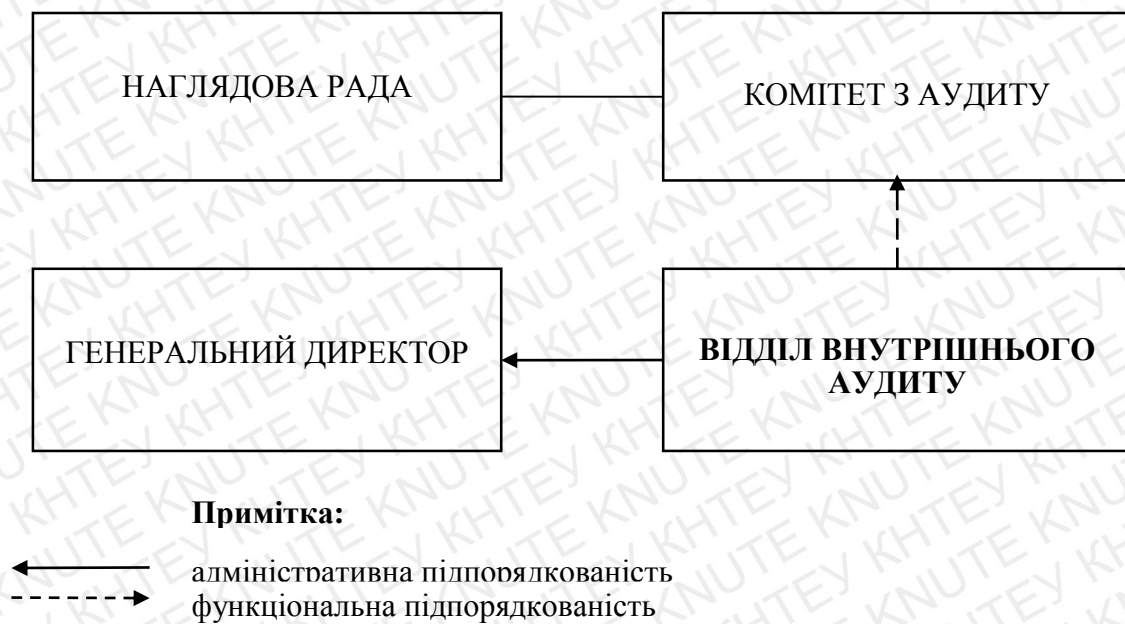 НАГЛЯДОВА РАДА
КОМІТЕТ З АУДИТУ
ГЕНЕРАЛЬНИЙ ДИРЕКТОР
ВІДДІЛ ВНУТРІШНЬОГО
АУДИТУ
Примітка:
адміністративна підпорядкованість
функціональна підпорядкованість